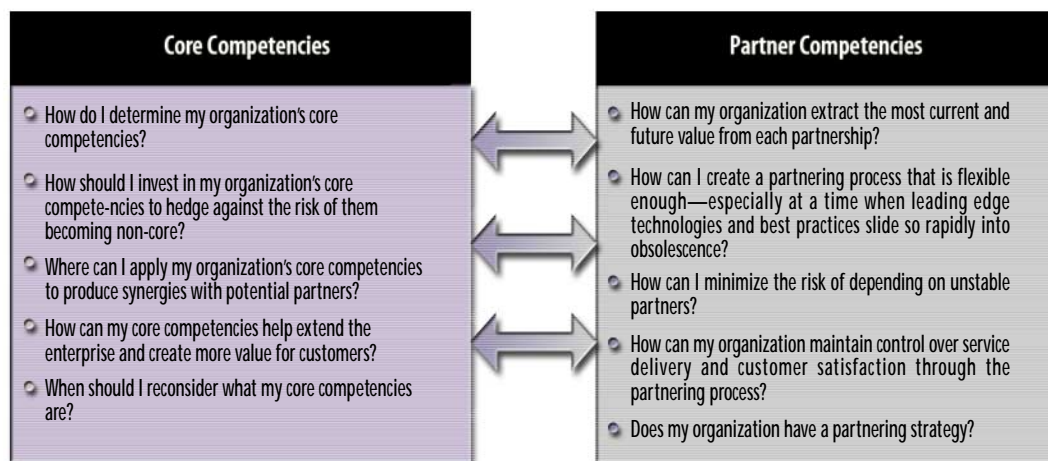 Core Competencies
How do I determine my organization's core
competencies?
How should I invest in my organization's core
compete-ncies to hedge against the risk of them
becoming non-core?
Where can I apply my organization's core competencies
to produce synergies with potential partners?
How can my core competencies help extend the
enterprise and create more value for customers?
When should I reconsider what my core competencies
are?
Partner Competencies
How can my organization extract the most current and
future value from each partnership?
How can I create a partnering process that is flexible
enough—especially at a time when leading edge
technologies and best practices slide so rapidly into
obsolescence?
How can I minimize the risk of depending on unstable
partners?
How can my organization maintain control over service
delivery and customer satisfaction through the
partnering process?
Does my organization have a partnering strategy?